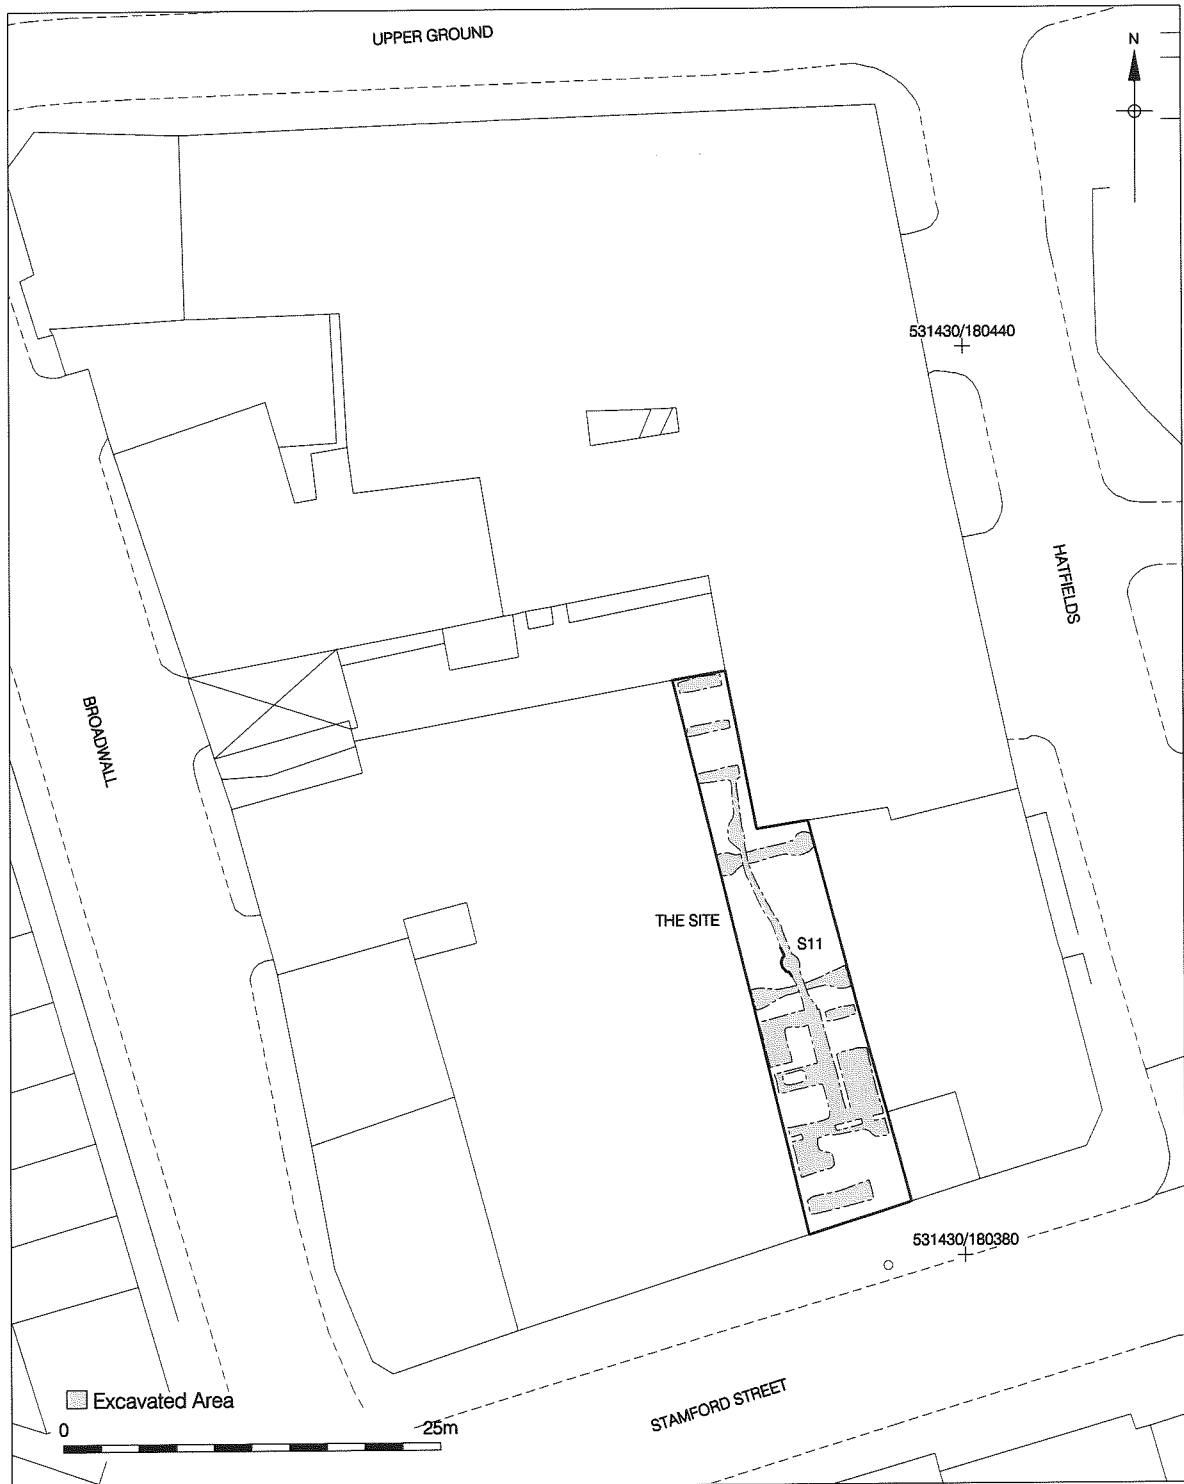 UPPER GROUND
N
531430/180440
HATFIELDS
BROADWALL
THE SITE
S11
531430/180380
Excavated Area
0 25m
STAMFORD STREET